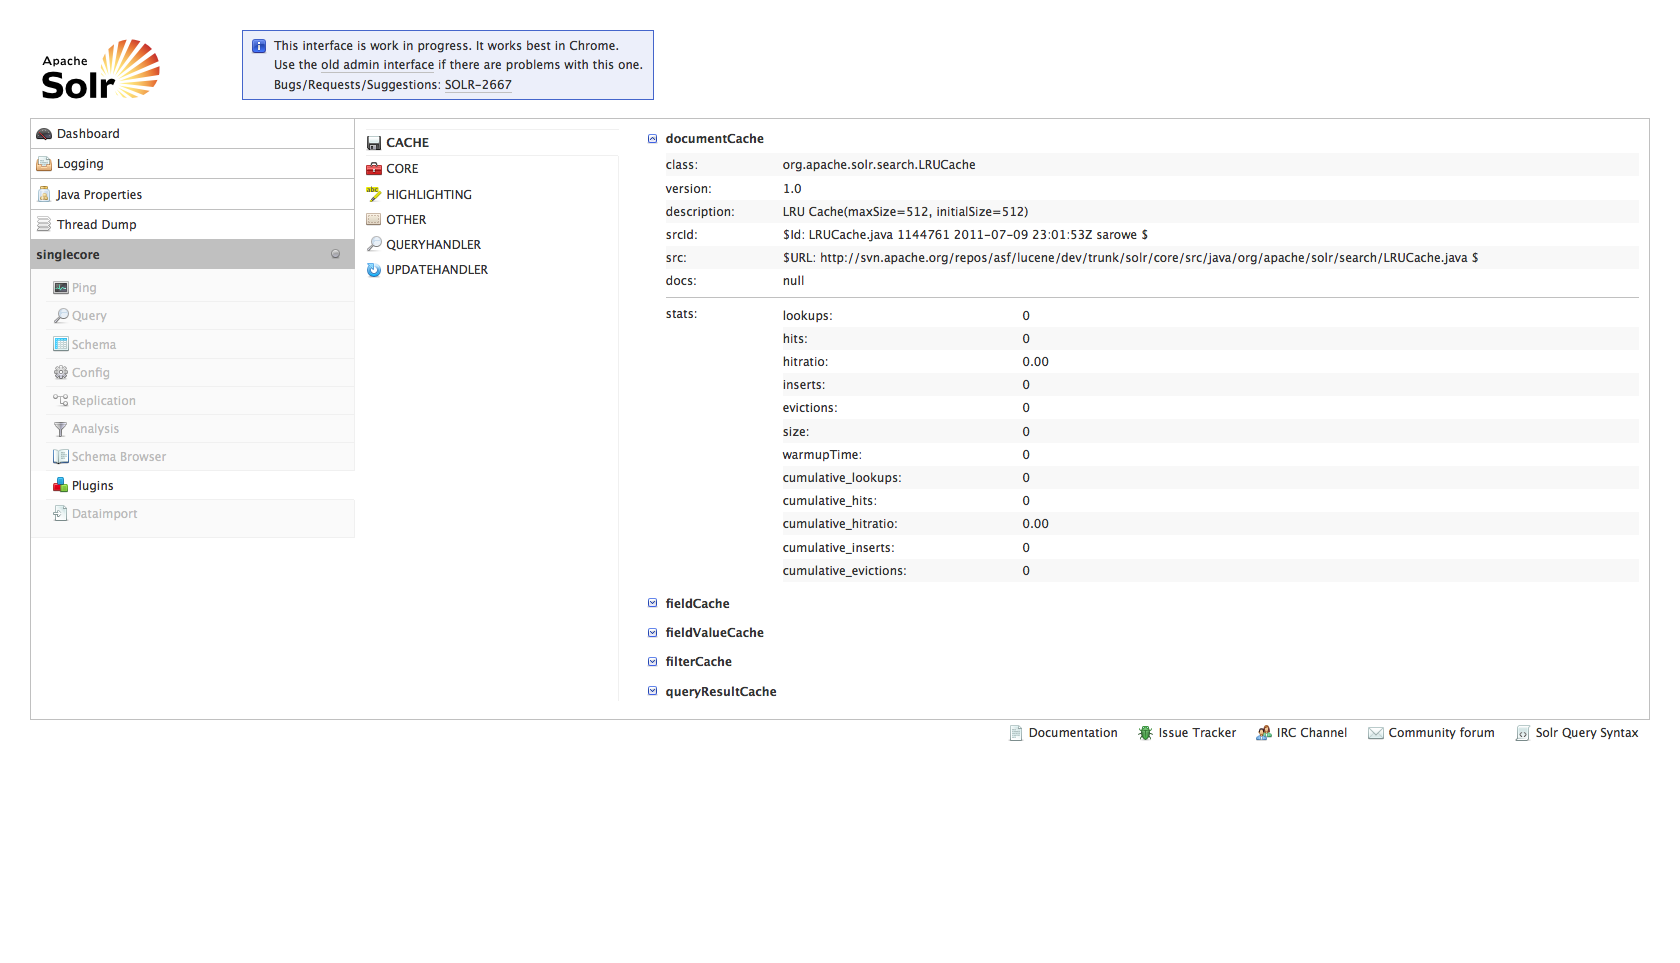 Apache
Solr
This interface is work in progress. It works best in Chrome.
Use the old admin interface if there are problems with this one.
Bugs/Requests/Suggestions: SOLR-2667
Dashboard
Logging
Java Properties
Thread Dump
singlecore
Ping
Query
Schema
Config
Replication
Analysis
Schema Browser
Plugins
Dataimport
CACHE
CORE
HIGHLIGHTING
OTHER
QUERYHANDLER
UPDATEHANDLER
documentCache
class: org.apache.solr.search.LRUCache
version: 1.0
description: LRU Cache(maxSize=512, initialSize=512)
srcId: $Id: LRUCache.java 1144761 2011-07-09 23:01:53Z sarowe $
src: $URL: http://svn.apache.org/repos/asf/lucene/dev/trunk/solr/core/src/java/org/apache/solr/search/LRUCache.java $
docs: null
stats: lookups: 0
hits: 0
hitratio: 0.00
inserts: 0
evictions: 0
size: 0
warmupTime: 0
cumulative_lookups: 0
cumulative_hits: 0
cumulative_hitratio: 0.00
cumulative_inserts: 0
cumulative_evictions: 0
fieldCache
fieldValueCache
filterCache
queryResultCache
Documentation Issue Tracker IRC Channel Community forum Solr Query Syntax